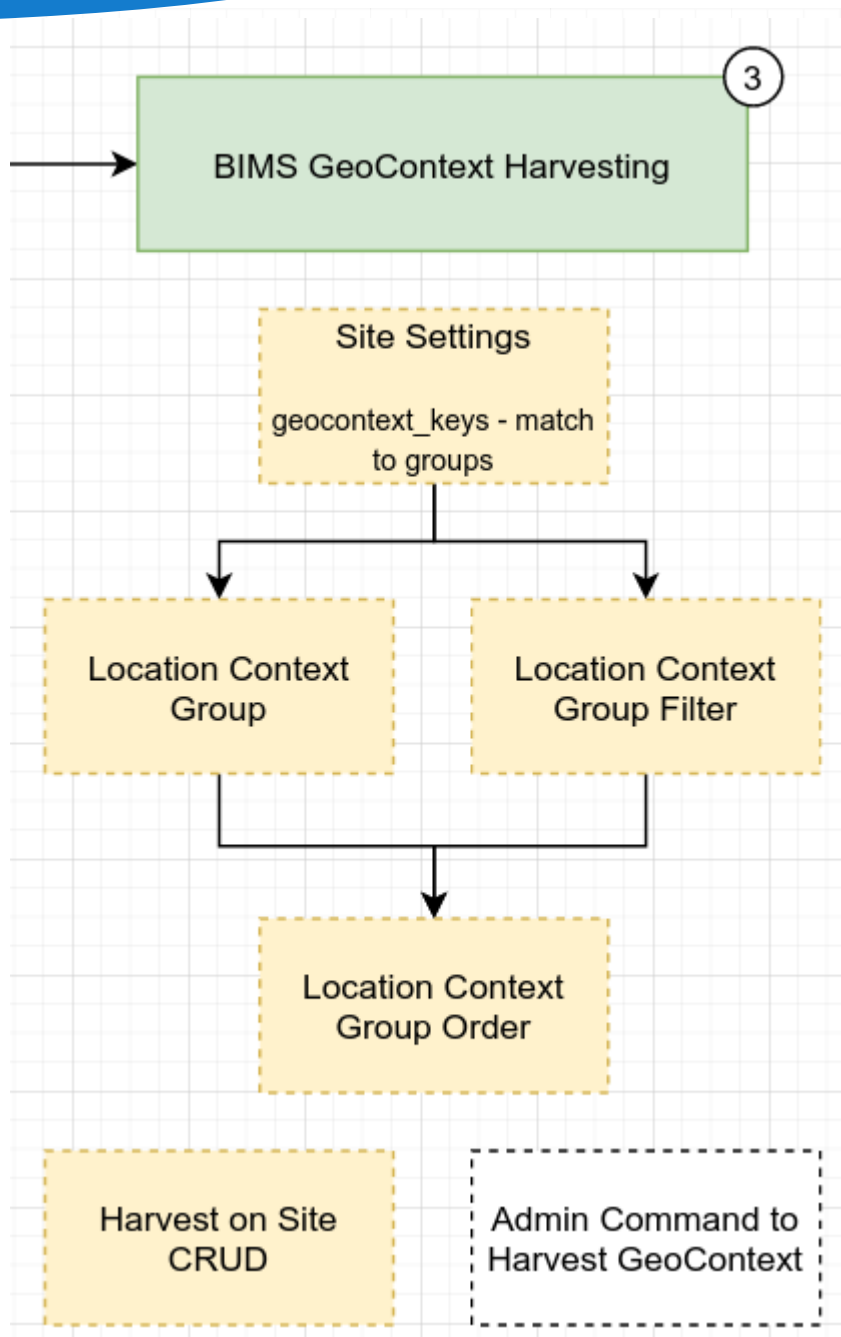 3
BIMS GeoContext Harvesting
Site Settings
geocontext_keys - match
to groups
Location Context
Group
Location Context
Group Filter
Location Context
Group Order
Harvest on Site
CRUD
Admin Command to
Harvest GeoContext